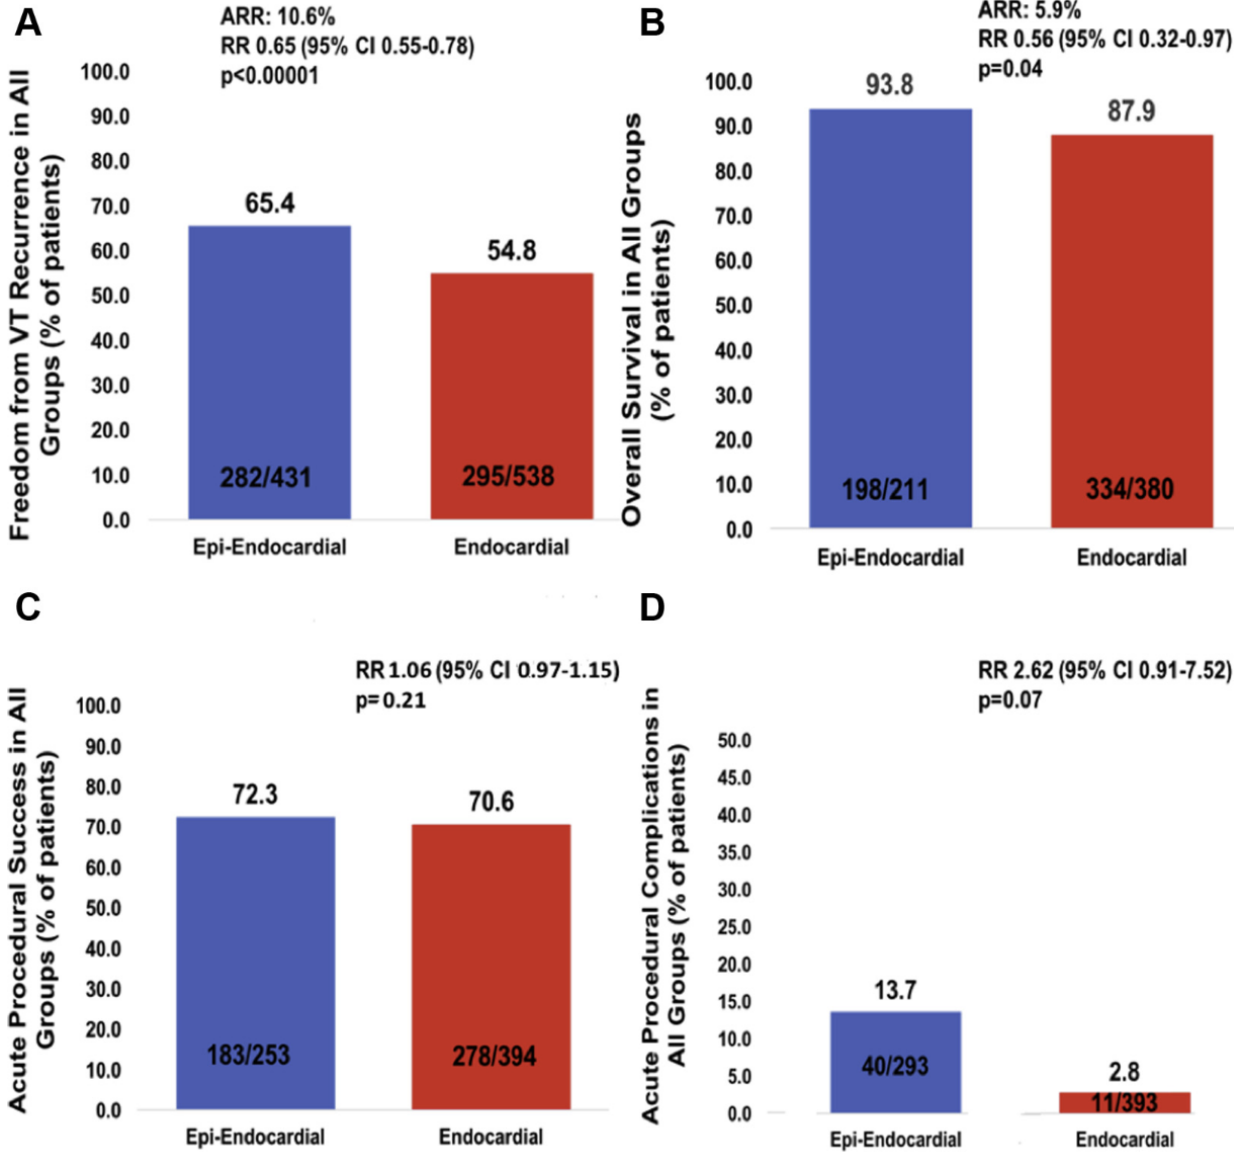 A
ARR: 10.6%
RR 0.65 (95% CI 0.55-0.78)
p<0.00001
Freedom from VT Recurrence in All
Groups (% of patients)
100.0
90.0
80.0
70.0
60.0
50.0
40.0
30.0
20.0
10.0
0.0
65.4
54.8
282/431
295/538
Epi-Endocardial
Endocardial
B
ARR: 5.9%
RR 0.56 (95% CI 0.32-0.97)
p=0.04
Overall Survival in All Groups
(% of patients)
100.0
90.0
80.0
70.0
60.0
50.0
40.0
30.0
20.0
10.0
0.0
93.8
87.9
198/211
334/380
Epi-Endocardial
Endocardial
C
RR 1.06 (95% CI 0.97-1.15)
p= 0.21
Acute Procedural Success in All
Groups (% of patients)
100.0
90.0
80.0
70.0
60.0
50.0
40.0
30.0
20.0
10.0
0.0
72.3
70.6
183/253
278/394
Epi-Endocardial
Endocardial
D
RR 2.62 (95% CI 0.91-7.52)
p=0.07
Acute Procedural Complications in
All Groups (% of patients)
50.0
45.0
40.0
35.0
30.0
25.0
20.0
15.0
10.0
5.0
0.0
13.7
2.8
40/293
11/393
Epi-Endocardial
Endocardial